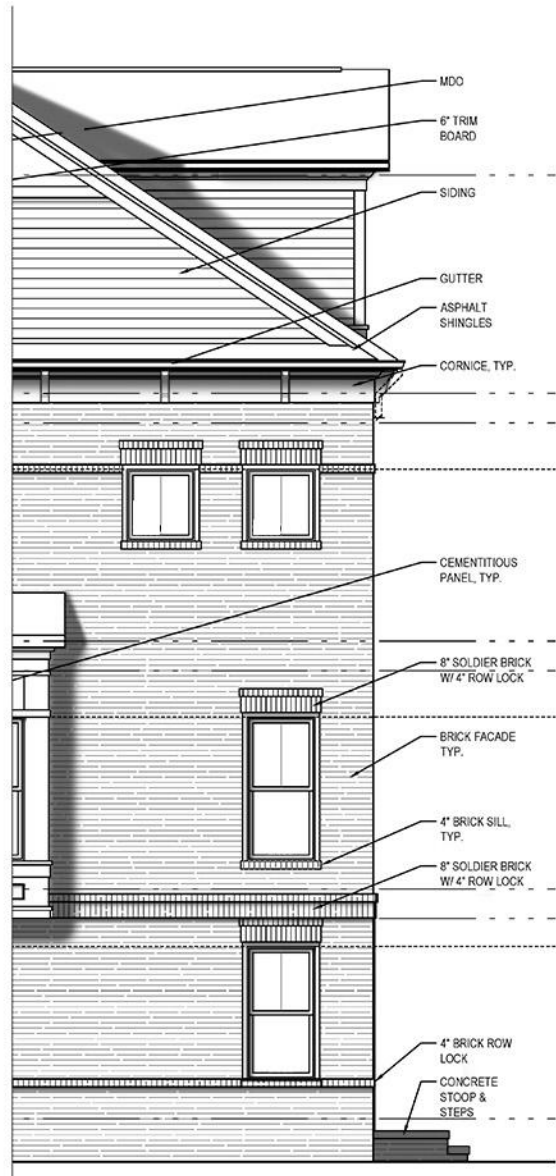 MDO
6" TRIM
BOARD
SIDING
GUTTER
ASPHALT
SHINGLES
CORNICE, TYP.
CEMENTITIOUS
PANEL, TYP.
8" SOLDIER BRICK
W/ 4" ROW LOCK
BRICK FACADE
TYP.
4" BRICK SILL,
TYP.
8" SOLDIER BRICK
W/ 4" ROW LOCK
4" BRICK ROW
LOCK
CONCRETE
STOOP &
STEPS